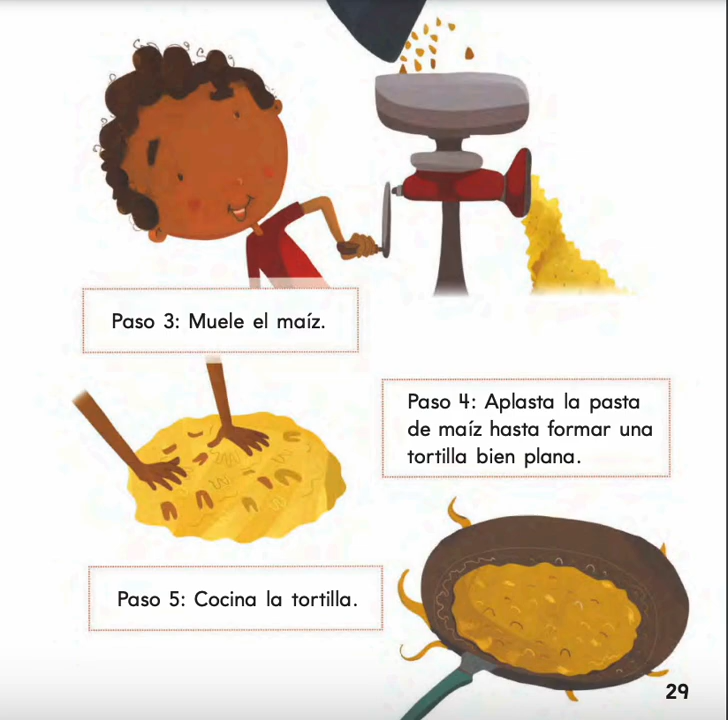 Paso 3: Muele el maíz.
Paso 4: Aplasta la pasta
de maíz hasta formar una
tortilla bien plana.
Paso 5: Cocina la tortilla.
29